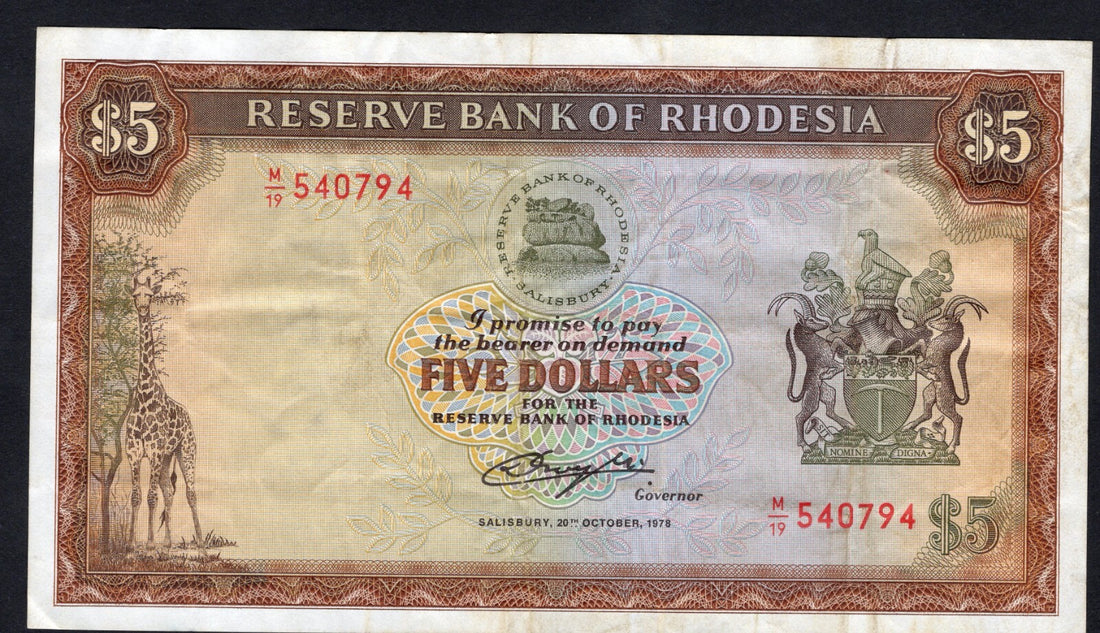 $5
RESERVE BANK OF RHODESIA
$5
M/19 540794
RESERVE BANK OF RHODESIA
SALISBURY
I promise to pay
the bearer on demand
FIVE DOLLARS
FOR THE
RESERVE BANK OF RHODESIA
SIT NOMINE DIGNA
Governor
SALISBURY, 20TH OCTOBER, 1978
M/19 540794
$5